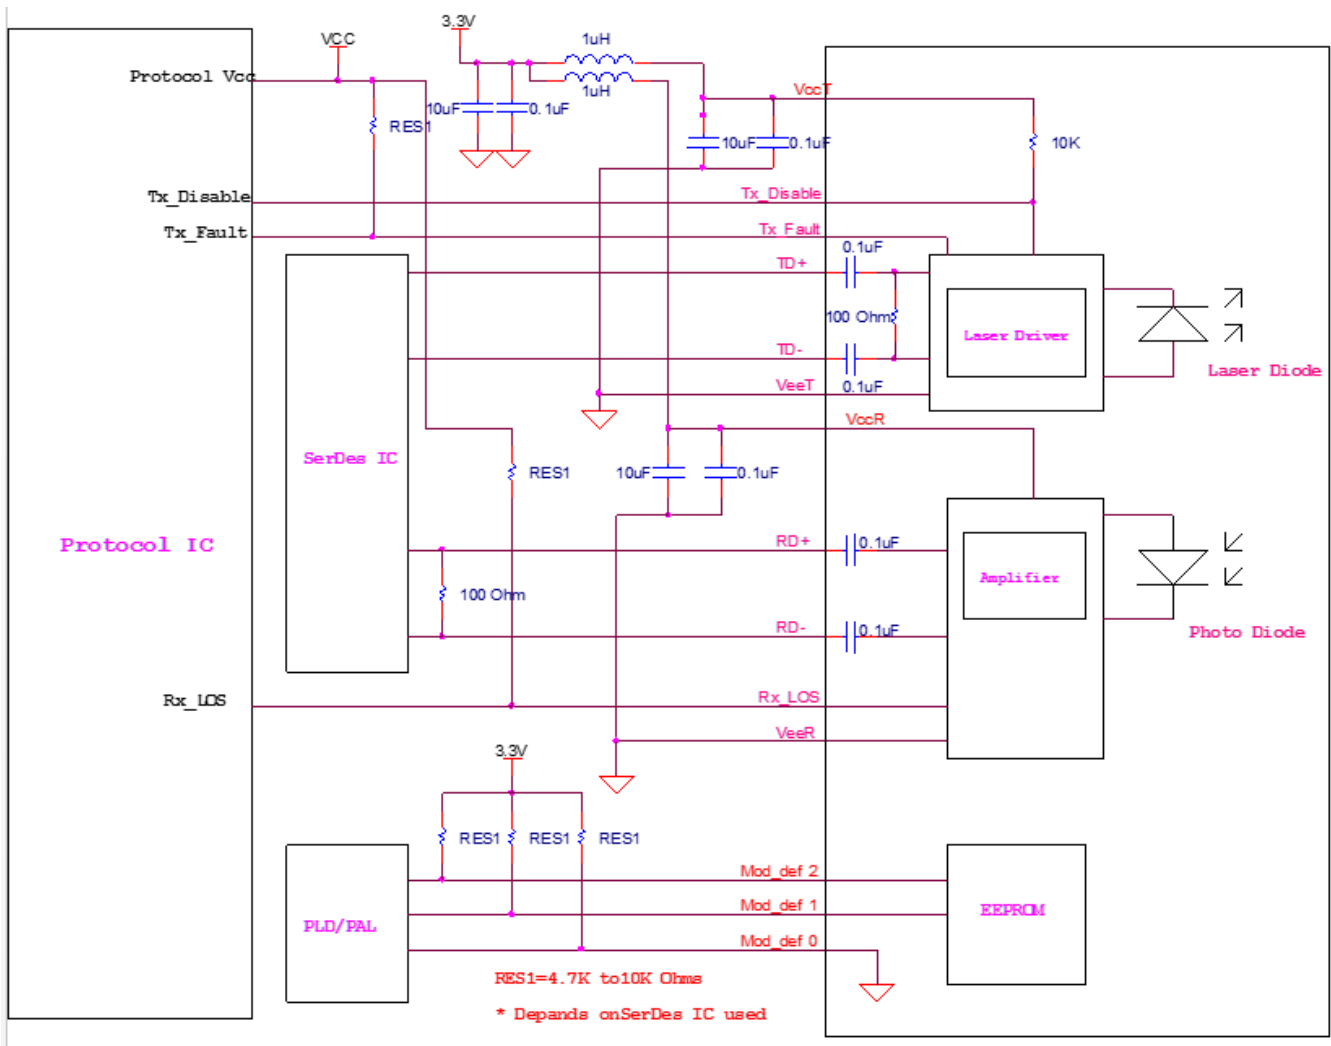 3.3V
VCC
1uH
Protocol Vcc
1uH
VccT
10uF
0.1uF
RES1
10uF
0.1uF
10K
Tx_Disable
Tx_Disable
Tx_Fault
Tx_Fault
0.1uF
TD+
100 Ohm
Laser Driver
TD-
Laser Diode
VeeT
0.1uF
VccR
SerDes IC
RES1
10uF
0.1uF
Protocol IC
RD+
0.1uF
Amplifier
100 Ohm
RD-
0.1uF
Photo Diode
Rx_LOS
Rx_LOS
VeeR
3.3V
RES1
RES1
RES1
Mod_def 2
Mod_def 1
EEPROM
PLD/PAL
Mod_def 0
RES1=4.7K to10K Ohms
* Depands onSerDes IC used